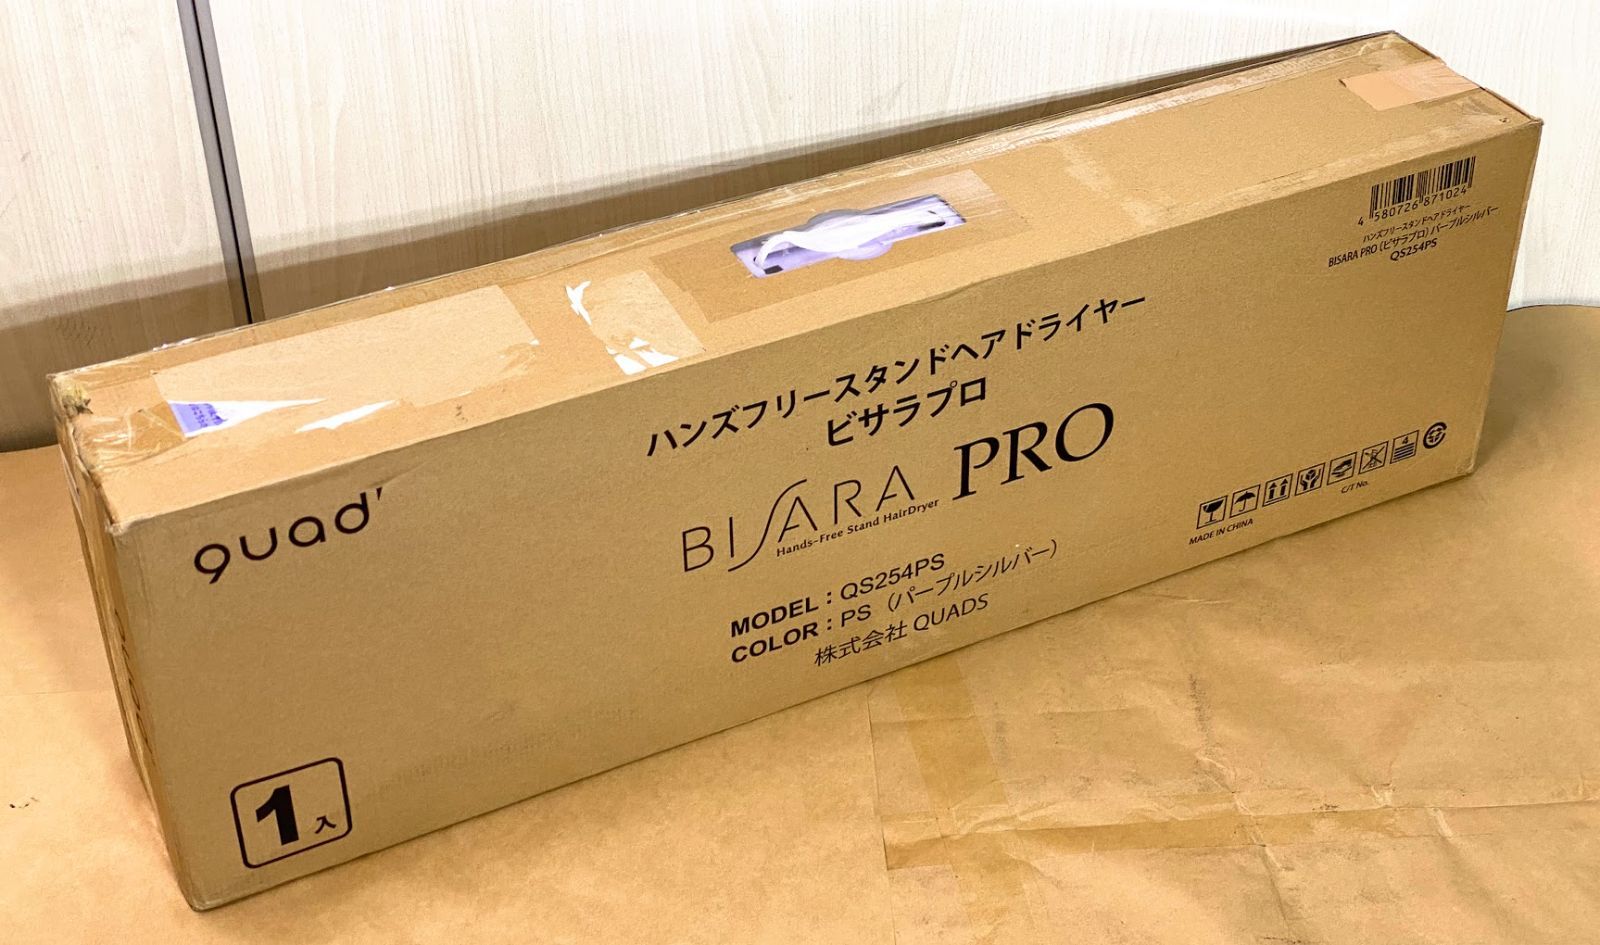 4 580726 871024
ハンズフリースタンドヘアドライヤー
BISARA PRO (ビサラプロ) パープルシルバー
QS254PS
ハンズフリースタンドヘアドライヤー
ビサラプロ
BISARA PRO
Hands-Free Stand HairDryer
quad'
MODEL：QS254PS
COLOR：PS（パープルシルバー）
株式会社 QUADS
4
C/T No.
MADE IN CHINA
1入